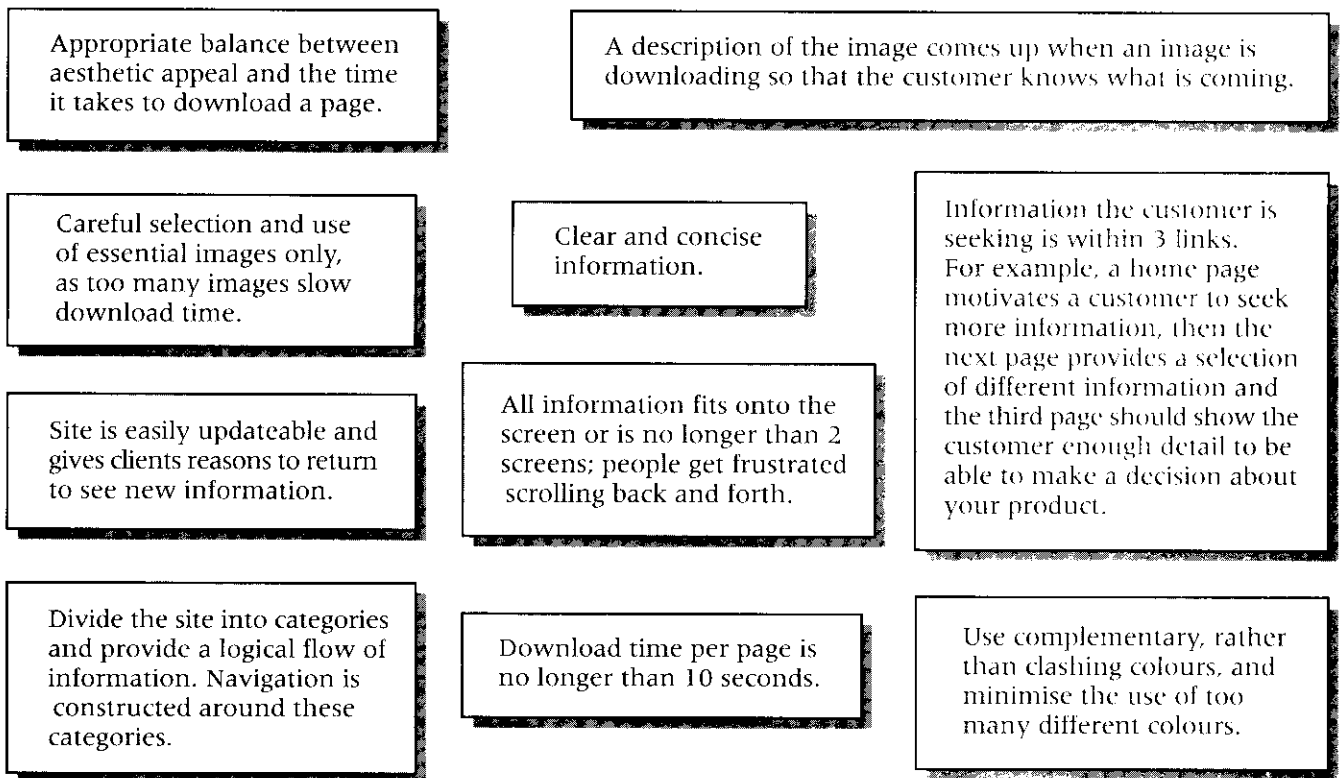 Appropriate balance between
aesthetic appeal and the time
it takes to download a page.
A description of the image comes up when an image is
downloading so that the customer knows what is coming.
Careful selection and use
of essential images only,
as too many images slow
download time.
Clear and concise
information.
Information the customer is
seeking is within 3 links.
For example, a home page
motivates a customer to seek
more information, then the
next page provides a selection
of different information and
the third page should show the
customer enough detail to be
able to make a decision about
your product.
Site is easily updateable and
gives clients reasons to return
to see new information.
All information fits onto the
screen or is no longer than 2
screens; people get frustrated
scrolling back and forth.
Divide the site into categories
and provide a logical flow of
information. Navigation is
constructed around these
categories.
Download time per page is
no longer than 10 seconds.
Use complementary, rather
than clashing colours, and
minimise the use of too
many different colours.